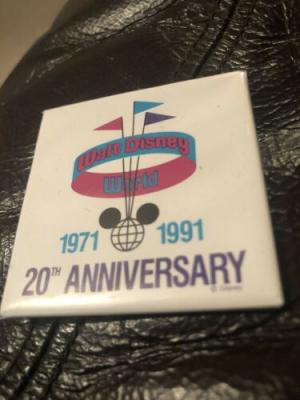 Walt Disney
World
1971 1991
20TH ANNIVERSARY
© Disney